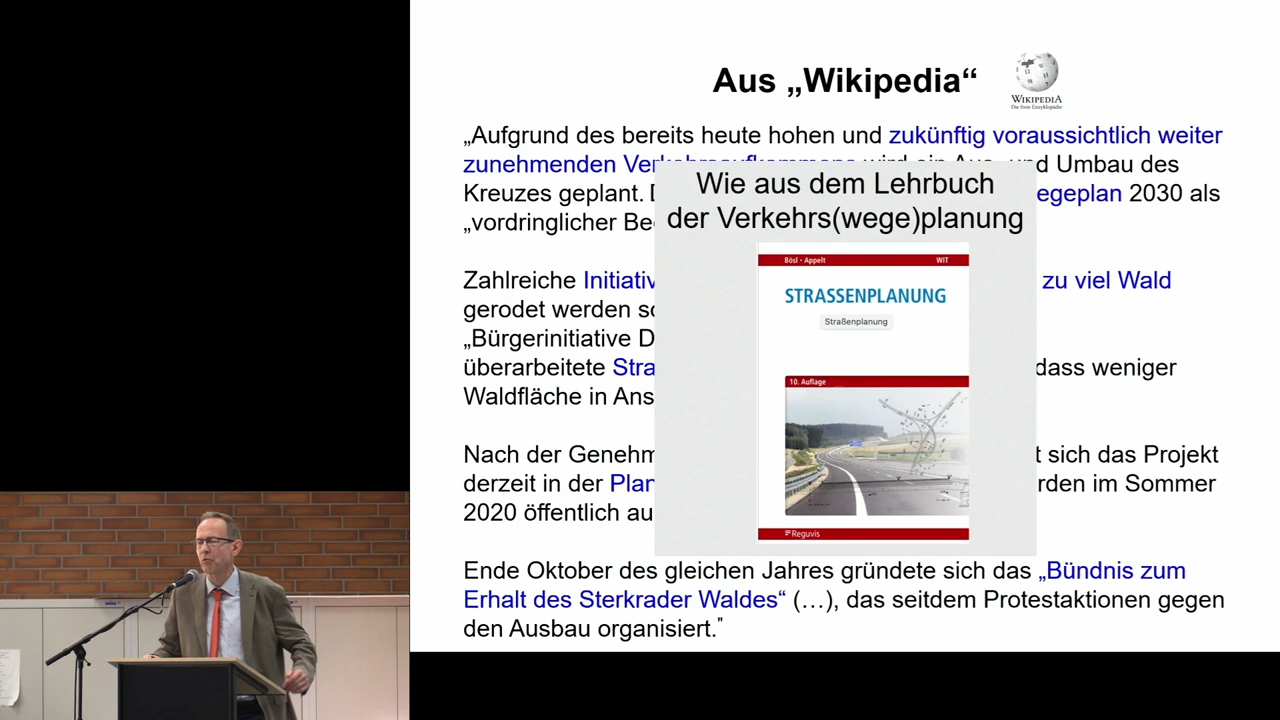 Aus „Wikipedia“
WIKIPEDIA
Die freie Enzyklopädie
„Aufgrund des bereits heute hohen und zukünftig voraussichtlich weiter
zunehmenden Verkehrsaufkommens wird ein Aus- und Umbau des
Kreuzes geplant. egeplan 2030 als
„vordringlicher Be
Zahlreiche Initiativ zu viel Wald
gerodet werden so
„Bürgerinitiative D
überarbeitete Stra dass weniger
Waldfläche in Ans
Nach der Genehm t sich das Projekt
derzeit in der Plan rden im Sommer
2020 öffentlich au
Ende Oktober des gleichen Jahres gründete sich das „Bündnis zum
Erhalt des Sterkrader Waldes“ (…), das seitdem Protestaktionen gegen
den Ausbau organisiert."
Wie aus dem Lehrbuch
der Verkehrs(wege)planung
Bösl • Appelt WIT
STRASSENPLANUNG
Straßenplanung
10. Auflage
Reguvis